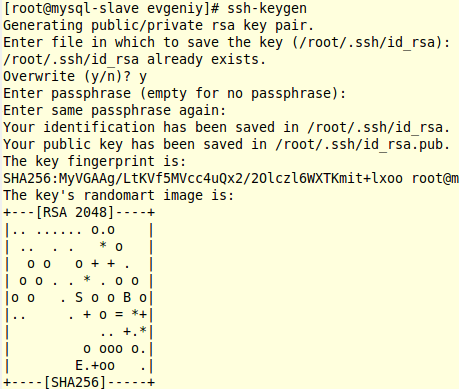 [root@mysql-slave evgeniy]# ssh-keygen
Generating public/private rsa key pair.
Enter file in which to save the key (/root/.ssh/id_rsa):
/root/.ssh/id_rsa already exists.
Overwrite (y/n)? y
Enter passphrase (empty for no passphrase):
Enter same passphrase again:
Your identification has been saved in /root/.ssh/id_rsa.
Your public key has been saved in /root/.ssh/id_rsa.pub.
The key fingerprint is:
SHA256:MyVGAAg/LtKVf5MVcc4uQx2/2Olczl6WXTKmit+lxoo root@m
The key's randomart image is:
+---[RSA 2048]----+
|.. ...... o.o    |
| ..  . .   * o   |
|  o o   o + + .  |
| o o . . * . o o |
|o o   . S o o B o|
|..     . + o = *+|
|           .. +.*|
|         o ooo o.|
|        E.+oo   .|
+----[SHA256]-----+